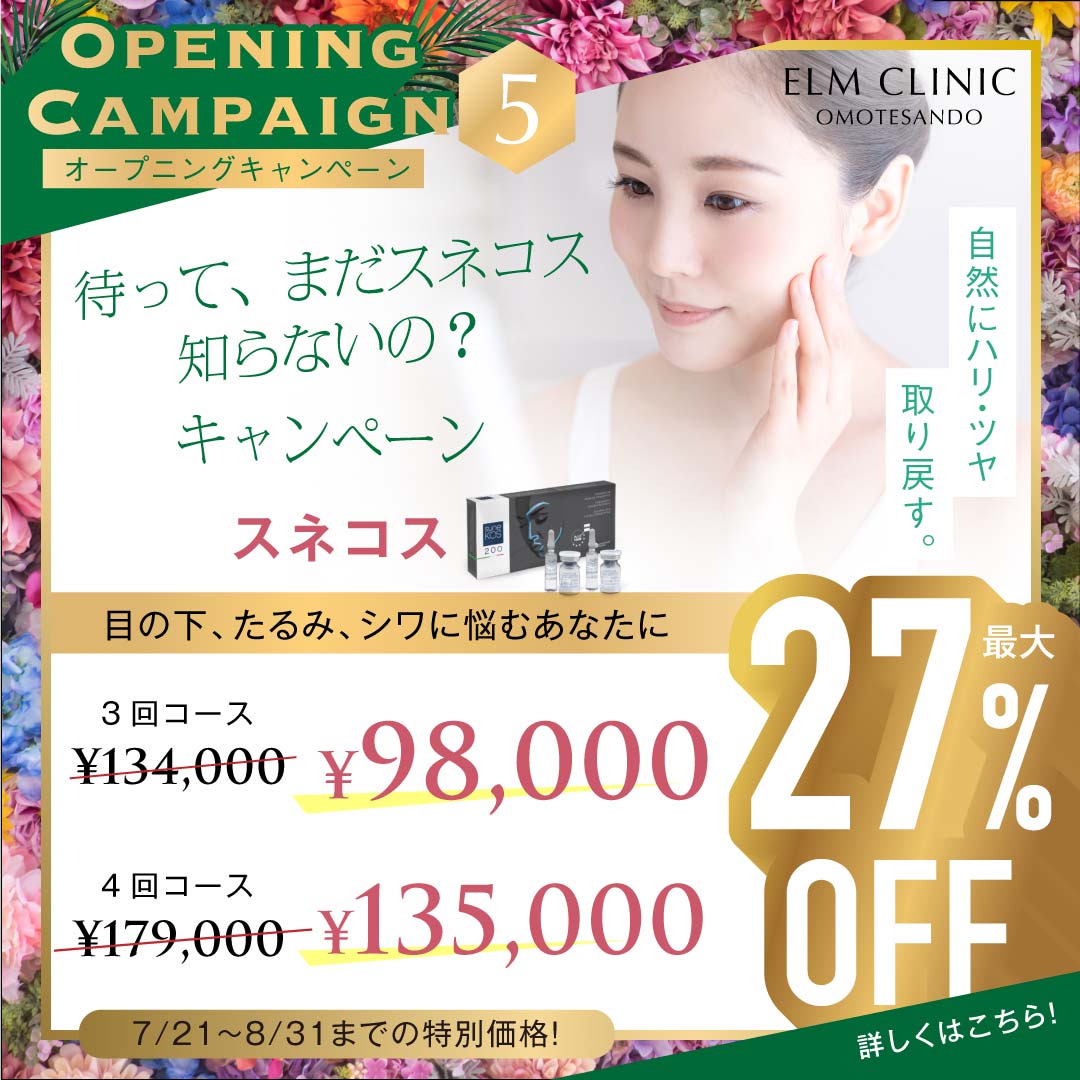 OPENING
CAMPAIGN
5
オープニングキャンペーン
ELM CLINIC
OMOTESANDO
待って、まだスネコス
知らないの？
キャンペーン
自然にハリ・ツヤ
取り戻す。
スネコス
sune
KOS
200
目の下、たるみ、シワに悩むあなたに
最大
27%
OFF
3回コース
¥134,000
¥98,000
4回コース
¥179,000
¥135,000
7/21〜8/31までの特別価格!
詳しくはこちら!